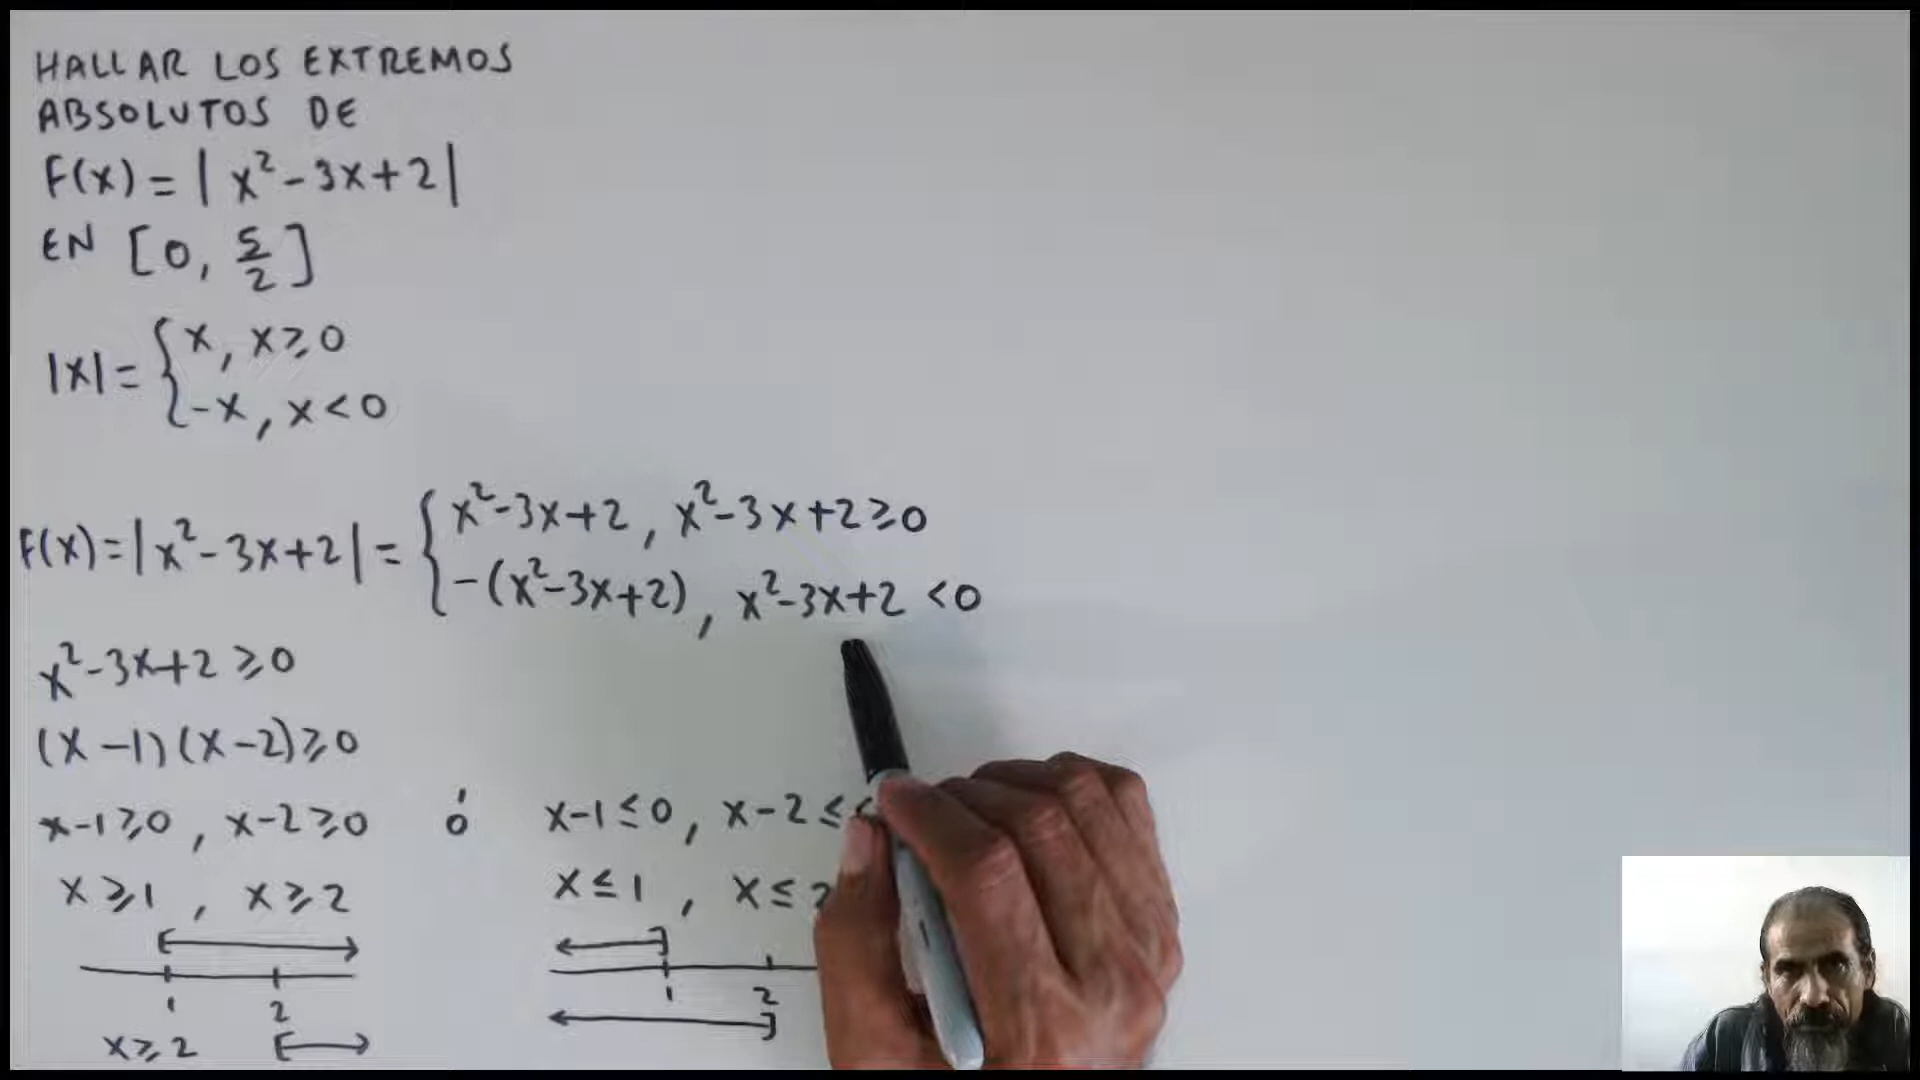 HALLAR LOS EXTREMOS
ABSOLUTOS DE
F(x) = | x² - 3x + 2 |
EN [0, 5/2]
|x| = { x, x ≥ 0
-x, x < 0
F(x) = | x² - 3x + 2 | = { x² - 3x + 2, x² - 3x + 2 ≥ 0
-(x² - 3x + 2), x² - 3x + 2 < 0
x² - 3x + 2 ≥ 0
(x - 1)(x - 2) ≥ 0
x - 1 ≥ 0, x - 2 ≥ 0 ó x - 1 ≤ 0, x - 2 ≤
x ≥ 1, x ≥ 2 x ≤ 1, x ≤ 2
1 2 1 2
x ≥ 2